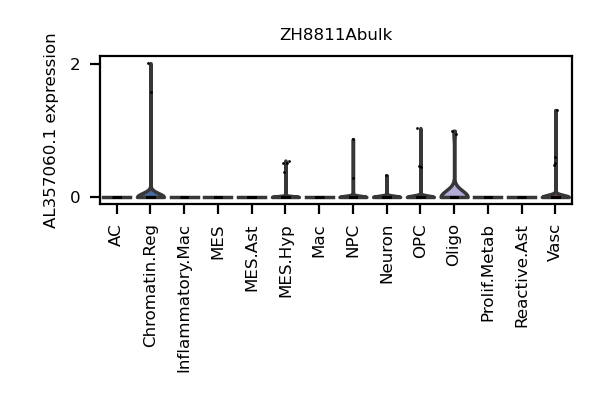 ZH8811Abulk
AL357060.1 expression
2
0
AC
Chromatin.Reg
Inflammatory.Mac
MES
MES.Ast
MES.Hyp
Mac
NPC
Neuron
OPC
Oligo
Prolif.Metab
Reactive.Ast
Vasc